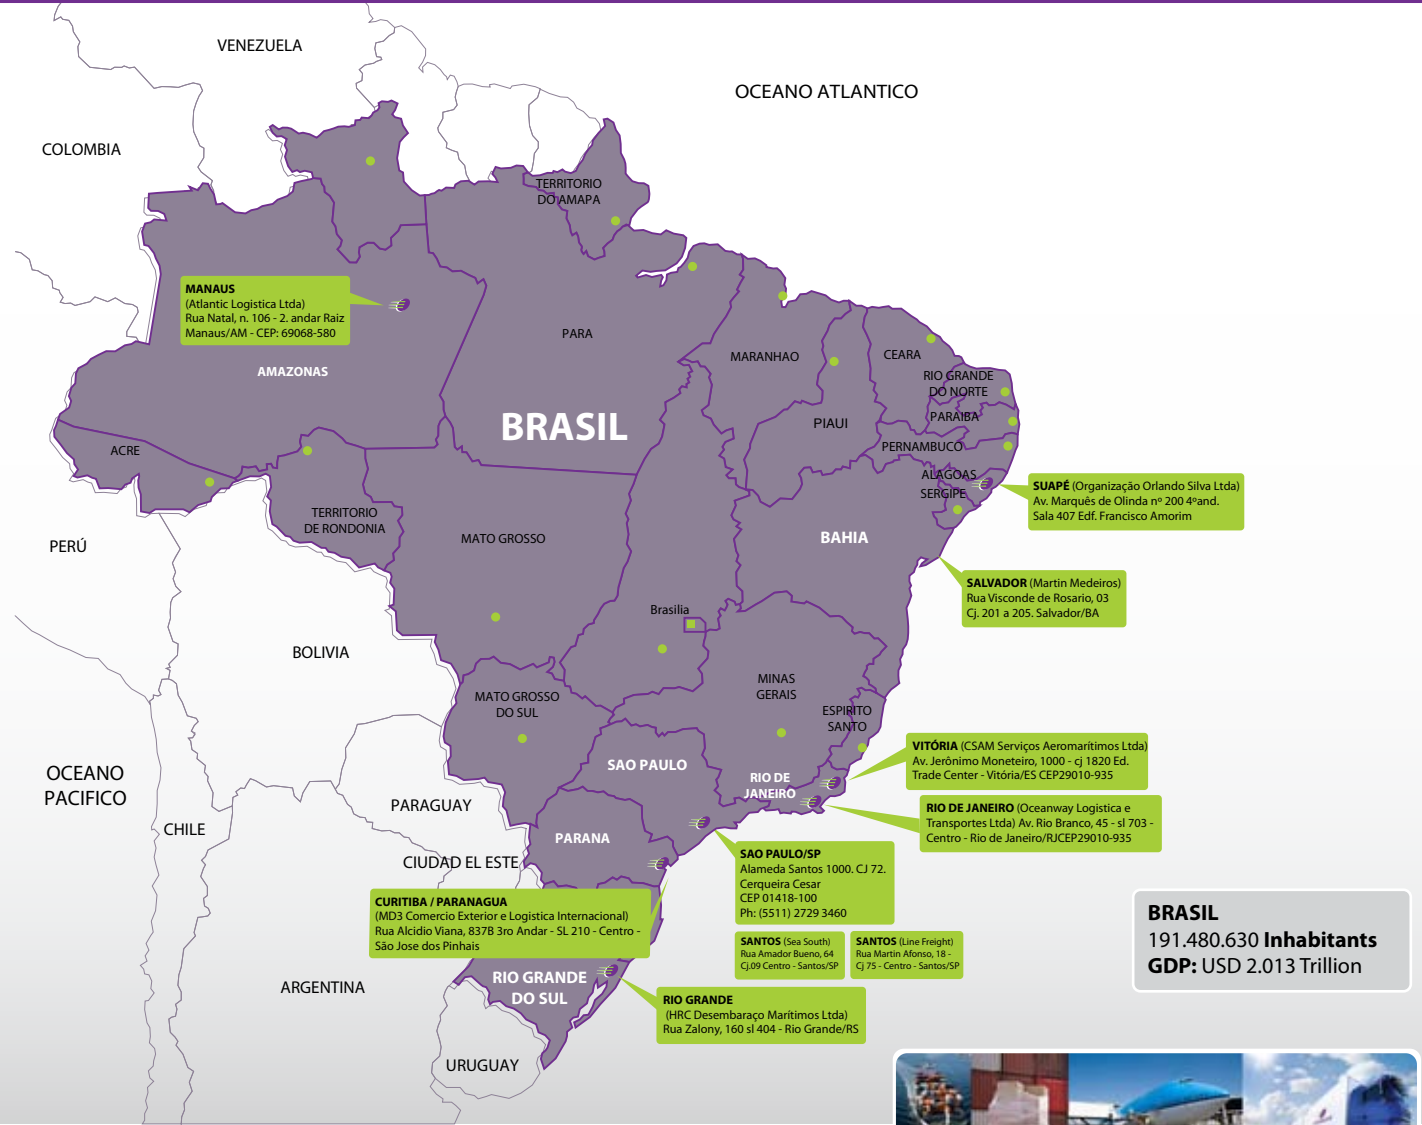 VENEZUELA
OCEANO ATLANTICO
COLOMBIA
TERRITORIO
DO AMAPA
MANAUS
(Atlantic Logistica Ltda)
Rua Natal, n. 106 - 2. andar Raiz
Manaus/AM - CEP: 69068-580
PARA
MARANHAO
CEARA
AMAZONAS
RIO GRANDE
DO NORTE
BRASIL
PIAUI
PARAIBA
ACRE
PERNAMBUCO
ALAGOAS
SERGIPE
SUAPÉ (Organização Orlando Silva Ltda)
Av. Marquês de Olinda nº 200 4ºand.
Sala 407 Edf. Francisco Amorim
TERRITORIO
DE RONDONIA
MATO GROSSO
BAHIA
PERÚ
SALVADOR (Martin Medeiros)
Rua Visconde de Rosario, 03
Cj. 201 a 205. Salvador/BA
Brasilia
BOLIVIA
MINAS
GERAIS
MATO GROSSO
DO SUL
ESPIRITO
SANTO
VITÓRIA (CSAM Serviços Aeromarítimos Ltda)
Av. Jerônimo Moneteiro, 1000 - cj 1820 Ed.
Trade Center - Vitória/ES CEP29010-935
OCEANO
PACIFICO
SAO PAULO
RIO DE
JANEIRO
PARAGUAY
RIO DE JANEIRO (Oceanway Logistica e
Transportes Ltda) Av. Rio Branco, 45 - sl 703 -
Centro - Rio de Janeiro/RJCEP29010-935
CHILE
PARANA
CIUDAD EL ESTE
SAO PAULO/SP
Alameda Santos 1000. CJ 72.
Cerqueira Cesar
CEP 01418-100
Ph: (5511) 2729 3460
CURITIBA / PARANAGUA
(MD3 Comercio Exterior e Logistica Internacional)
Rua Alcidio Viana, 837B 3ro Andar - SL 210 - Centro -
São Jose dos Pinhais
SANTOS (Sea South)
Rua Amador Bueno, 64
Cj.09 Centro - Santos/SP
SANTOS (Line Freight)
Rua Martin Afonso, 18 -
Cj 75 - Centro - Santos/SP
BRASIL
191.480.630 Inhabitants
GDP: USD 2.013 Trillion
ARGENTINA
RIO GRANDE
DO SUL
RIO GRANDE
(HRC Desembaraço Marítimos Ltda)
Rua Zalony, 160 sl 404 - Rio Grande/RS
URUGUAY